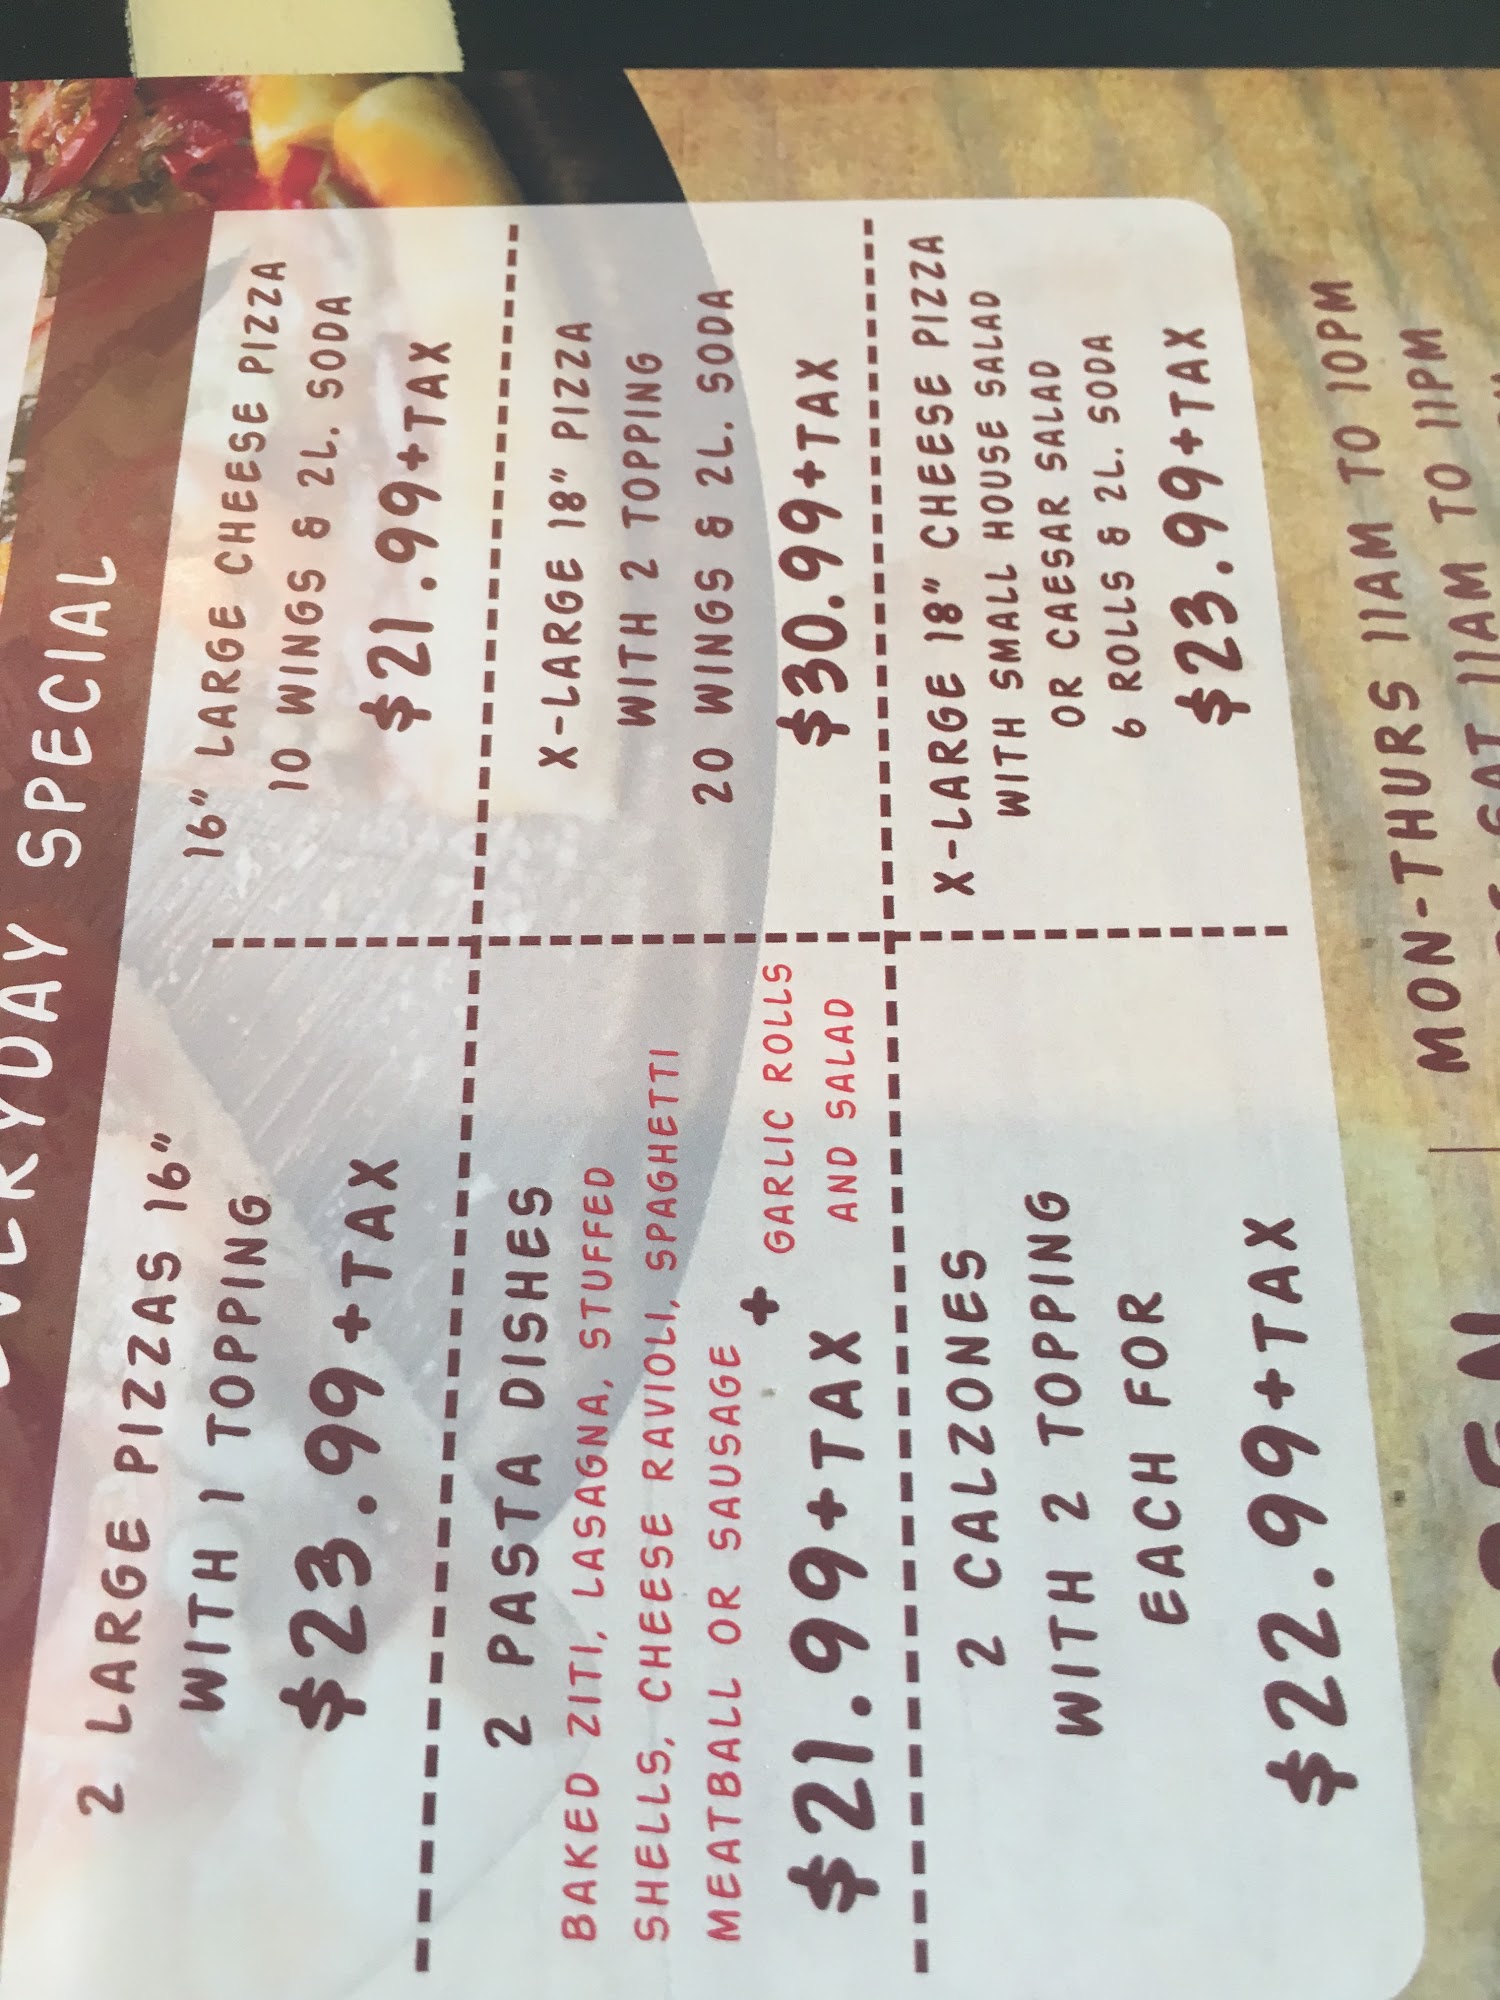 EVERYDAY SPECIAL
2 LARGE PIZZAS 16"
WITH 1 TOPPING
$23.99+TAX
16" LARGE CHEESE PIZZA
10 WINGS & 2L. SODA
$21.99+TAX
2 PASTA DISHES
BAKED ZITI, LASAGNA, STUFFED
SHELLS, CHEESE RAVIOLI, SPAGHETTI
MEATBALL OR SAUSAGE
+ GARLIC ROLLS
AND SALAD
$21.99+TAX
X-LARGE 18" PIZZA
WITH 2 TOPPING
20 WINGS & 2L. SODA
$30.99+TAX
2 CALZONES
WITH 2 TOPPING
EACH FOR
$22.99+TAX
X-LARGE 18" CHEESE PIZZA
WITH SMALL HOUSE SALAD
OR CAESAR SALAD
6 ROLLS & 2L. SODA
$23.99+TAX
MON-THURS 11AM TO 10PM
SAT 11AM TO 11PM